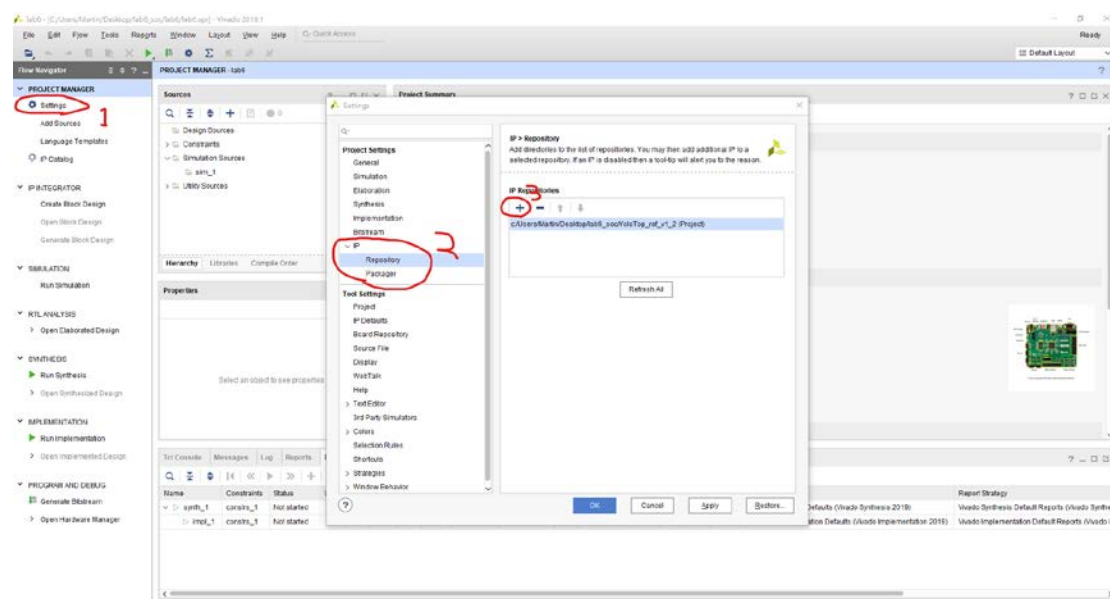 lab6 - [C:/Users/Martin/Desktop/lab6_soc/lab6/lab6.xpr] - Vivado 2019.1
File Edit Flow Tools Reports Window Layout View Help Quick Access
Ready
Default Layout
Flow Navigator
PROJECT MANAGER - lab6
PROJECT MANAGER
Settings
1
Add Sources
Language Templates
IP Catalog
IP INTEGRATOR
Create Block Design
Open Block Design
Generate Block Design
SIMULATION
Run Simulation
RTL ANALYSIS
Open Elaborated Design
SYNTHESIS
Run Synthesis
Open Synthesized Design
IMPLEMENTATION
Run Implementation
Open Implemented Design
PROGRAM AND DEBUG
Generate Bitstream
Open Hardware Manager
Sources
Design Sources
Constraints
Simulation Sources
sim_1
Utility Sources
Hierarchy Libraries Compile Order
Properties
Select an object to see properties
Project Summary
Settings
Project Settings
General
Simulation
Elaboration
Synthesis
Implementation
Bitstream
IP
Repository
Packager
2
Tool Settings
Project
IP Defaults
Board Repository
Source File
Display
WebTalk
Help
Text Editor
3rd Party Simulators
Colors
Selection Rules
Shortcuts
Strategies
Window Behavior
IP > Repository
Add directories to the list of repositories. You may then add additional IP to a
selected repository. If an IP is disabled then a tool-tip will alert you to the reason.
IP Repositories
3
c:/Users/Martin/Desktop/lab6_soc/YoloTop_ref_v1_2 (Project)
Refresh All
OK Cancel Apply Restore...
Tcl Console Messages Log Reports
Name Constraints Status
synth_1 constrs_1 Not started
impl_1 constrs_1 Not started
Report Strategy
Defaults (Vivado Synthesis 2019) Vivado Synthesis Default Reports (Vivado Synthe
ation Defaults (Vivado Implementation 2019) Vivado Implementation Default Reports (Vivado I